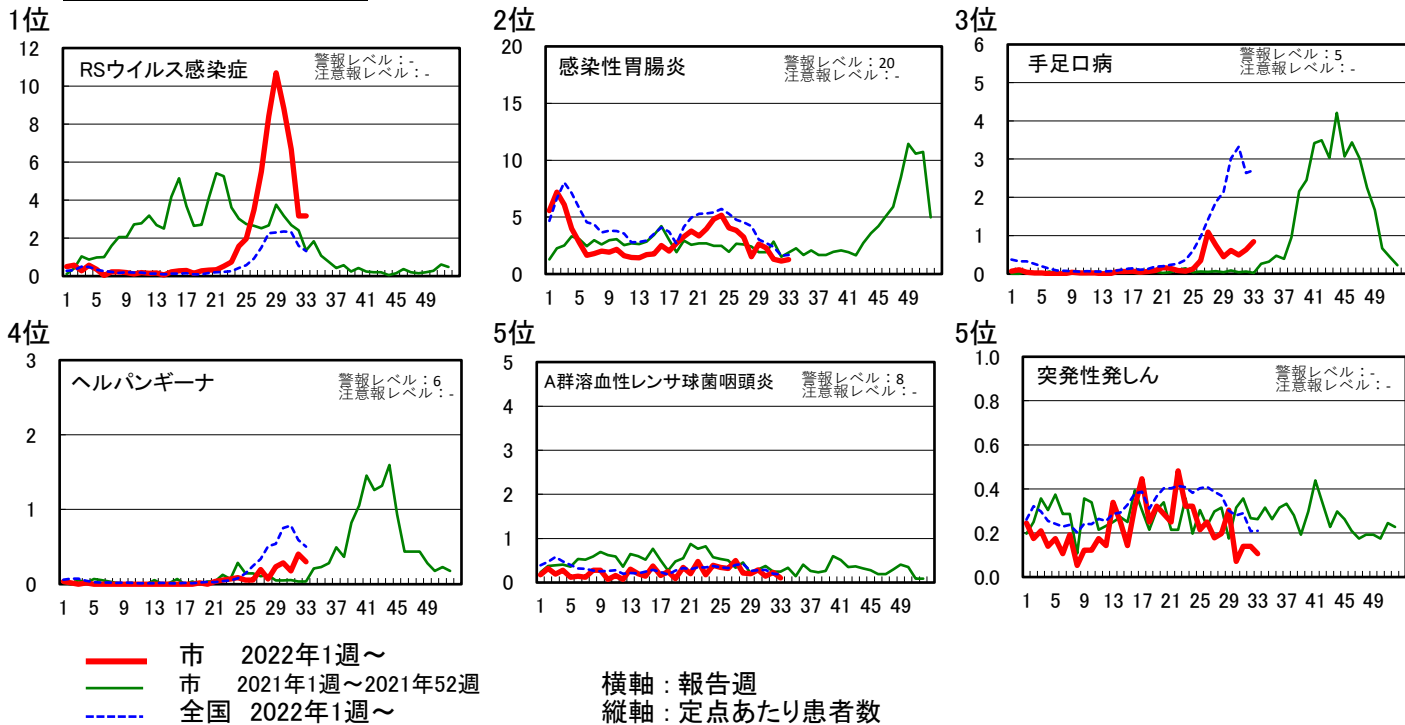 1位
RSウイルス感染症
警報レベル：-
注意報レベル：-
12
10
8
6
4
2
0
1 5 9 13 17 21 25 29 33 37 41 45 49
2位
感染性胃腸炎
警報レベル：20
注意報レベル：-
20
15
10
5
0
1 5 9 13 17 21 25 29 33 37 41 45 49
3位
手足口病
警報レベル：5
注意報レベル：-
6
5
4
3
2
1
0
1 5 9 13 17 21 25 29 33 37 41 45 49
4位
ヘルパンギーナ
警報レベル：6
注意報レベル：-
3
2
1
0
1 5 9 13 17 21 25 29 33 37 41 45 49
5位
A群溶血性レンサ球菌咽頭炎
警報レベル：8
注意報レベル：-
5
4
3
2
1
0
1 5 9 13 17 21 25 29 33 37 41 45 49
5位
突発性発しん
警報レベル：-
注意報レベル：-
1.0
0.8
0.6
0.4
0.2
0.0
1 5 9 13 17 21 25 29 33 37 41 45 49
市 2022年1週～
市 2021年1週～2021年52週
全国 2022年1週～
横軸：報告週
縦軸：定点あたり患者数